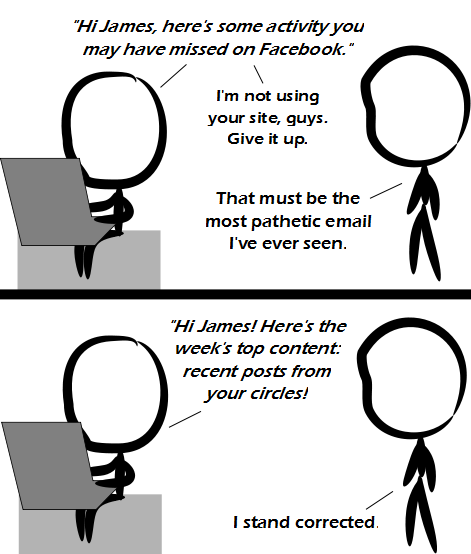 "Hi James, here's some activity you
may have missed on Facebook."
I'm not using
your site, guys.
Give it up.
That must be the
most pathetic email
I've ever seen.
"Hi James! Here's the
week's top content:
recent posts from
your circles!
I stand corrected.